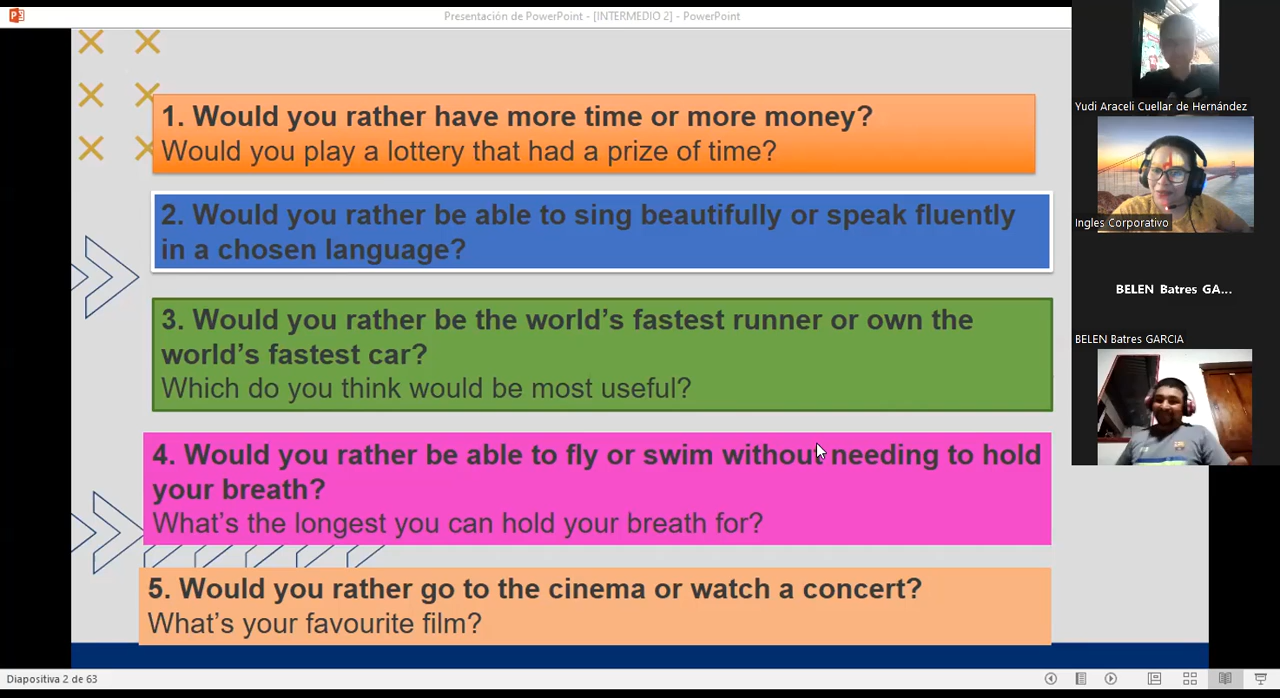 Presentación de PowerPoint - [INTERMEDIO 2] - PowerPoint
1. Would you rather have more time or more money?
Would you play a lottery that had a prize of time?
2. Would you rather be able to sing beautifully or speak fluently
in a chosen language?
3. Would you rather be the world's fastest runner or own the
world's fastest car?
Which do you think would be most useful?
4. Would you rather be able to fly or swim without needing to hold
your breath?
What's the longest you can hold your breath for?
5. Would you rather go to the cinema or watch a concert?
What's your favourite film?
Yudi Araceli Cuellar de Hernández
Ingles Corporativo
BELEN Batres GA...
BELEN Batres GARCIA
Diapositiva 2 de 63